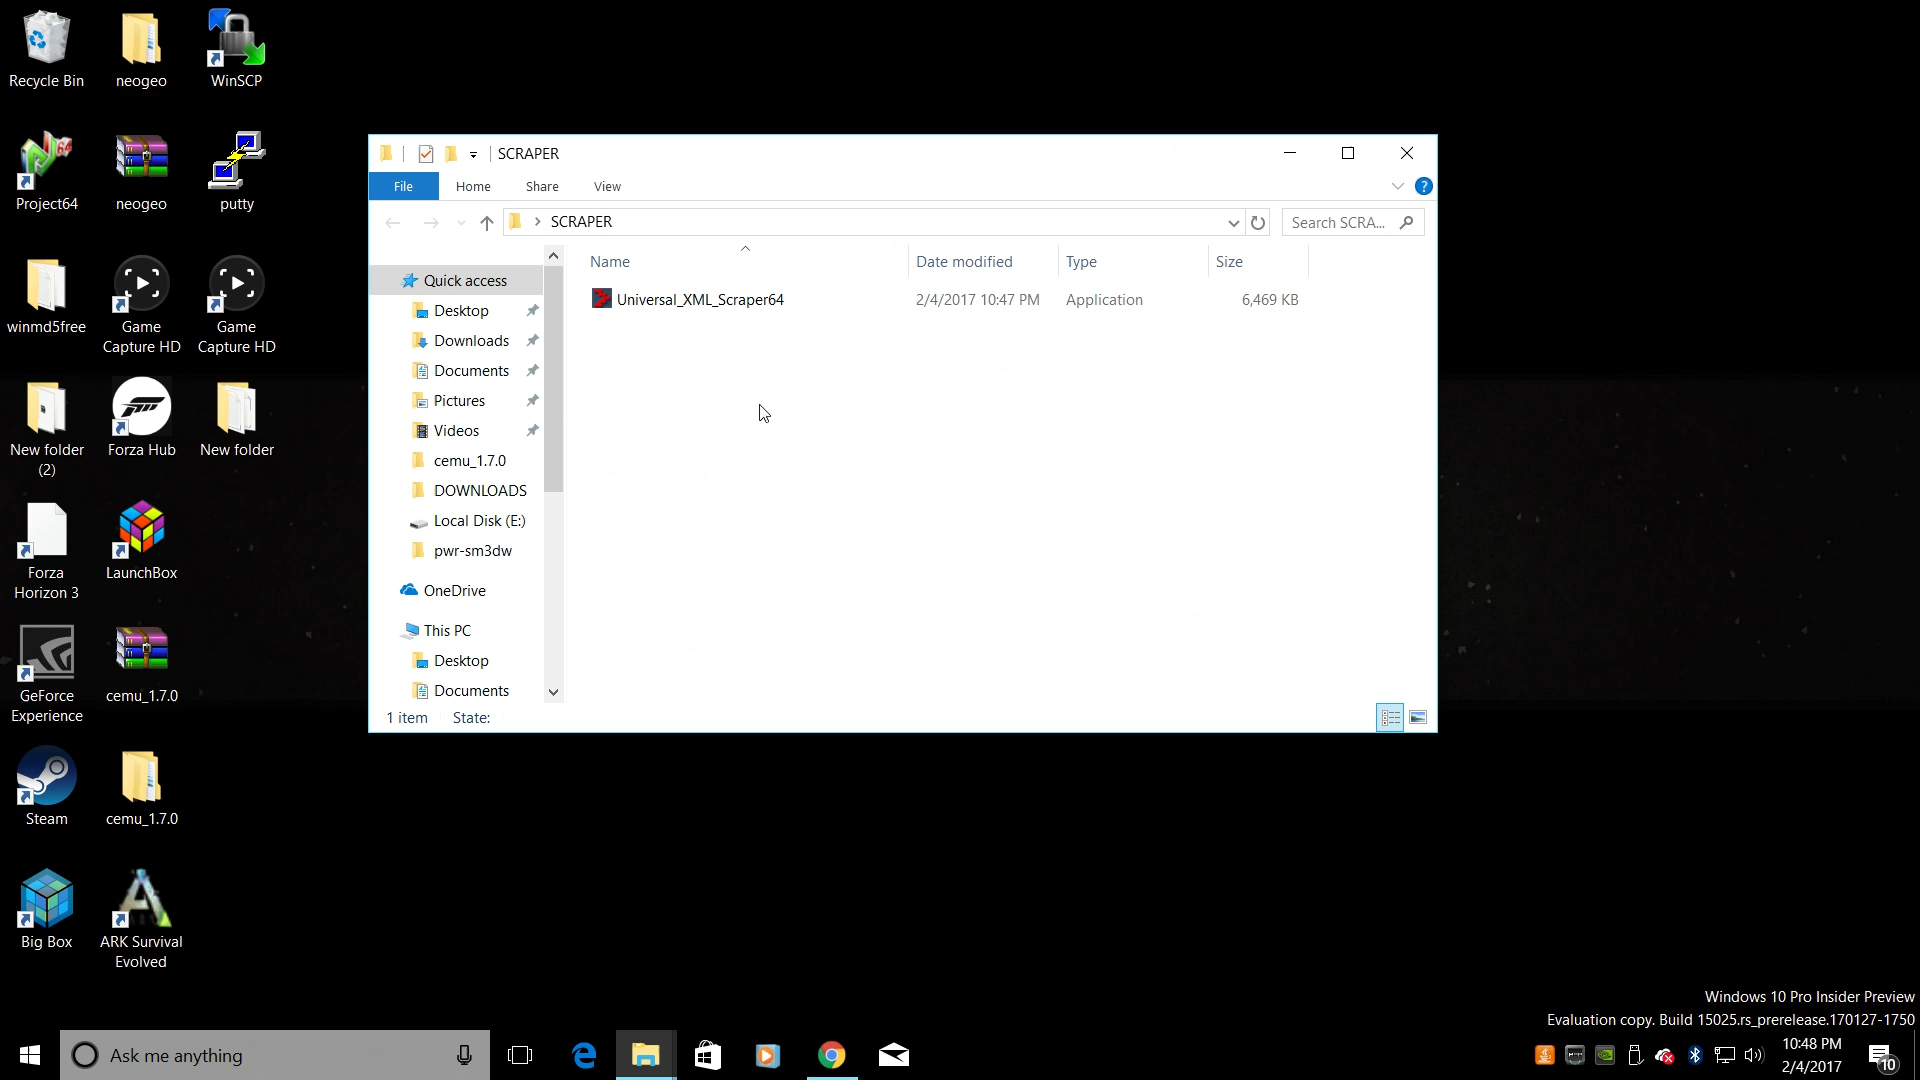 Recycle Bin
neogeo
WinSCP
Project64
neogeo
putty
winmd5free
Game
Capture HD
Game
Capture HD
New folder
(2)
Forza Hub
New folder
Forza
Horizon 3
LaunchBox
GeForce
Experience
cemu_1.7.0
Steam
cemu_1.7.0
Big Box
ARK Survival
Evolved
SCRAPER
File
Home
Share
View
?
SCRAPER
Search SCRA...
Name
Date modified
Type
Size
Universal_XML_Scraper64
2/4/2017 10:47 PM
Application
6,469 KB
Quick access
Desktop
Downloads
Documents
Pictures
Videos
cemu_1.7.0
DOWNLOADS
Local Disk (E:)
pwr-sm3dw
OneDrive
This PC
Desktop
Documents
1 item
State:
Windows 10 Pro Insider Preview
Evaluation copy. Build 15025.rs_prerelease.170127-1750
Ask me anything
10:48 PM
2/4/2017
10